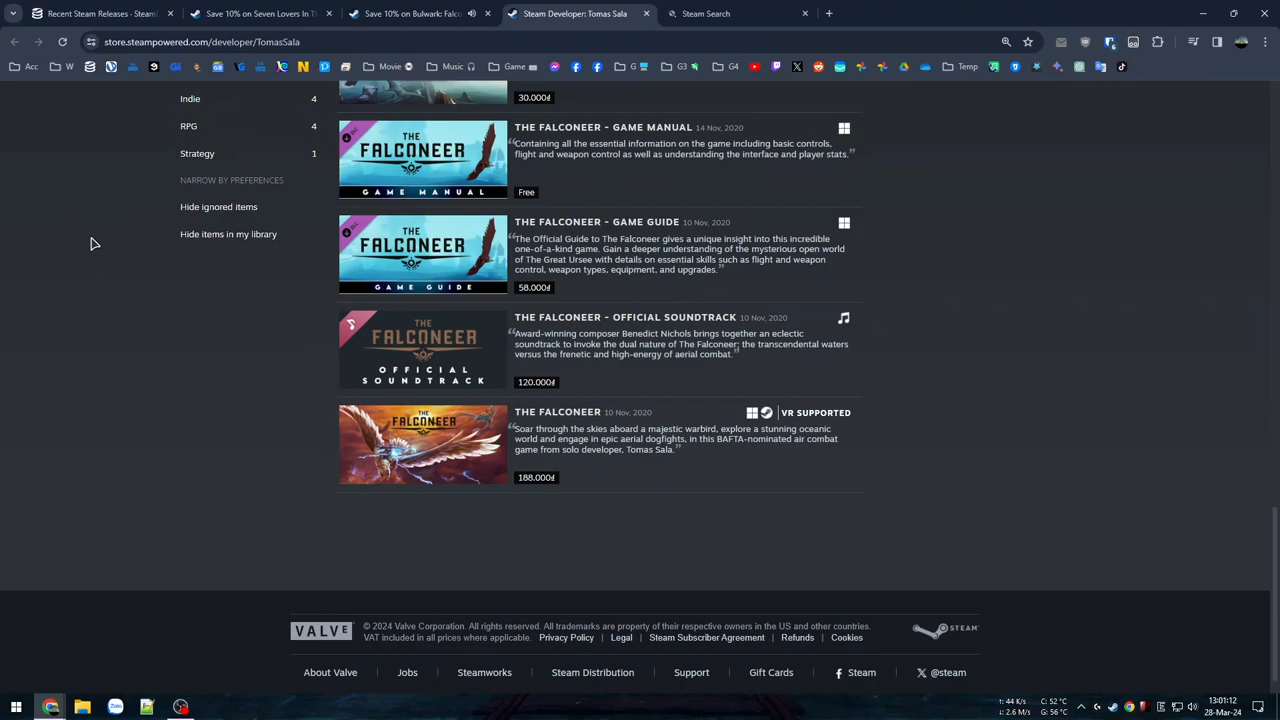 Recent Steam Releases - Steam
Save 10% on Seven Lovers In T
Save 10% on Bulwark: Falco
Steam Developer: Tomas Sala
Steam Search
store.steampowered.com/developer/TomasSala
Acc
W
Movie
Music
Game
G
G3
G4
Temp
Indie 4
30.000₫
RPG 4
Strategy 1
NARROW BY PREFERENCES
Hide ignored items
Hide items in my library
THE FALCONEER
GAME MANUAL
THE FALCONEER - GAME MANUAL 14 Nov, 2020
“Containing all the essential information on the game including basic controls,
flight and weapon control as well as understanding the interface and player stats.”
Free
THE FALCONEER
GAME GUIDE
THE FALCONEER - GAME GUIDE 10 Nov, 2020
“The Official Guide to The Falconeer gives a unique insight into this incredible
one-of-a-kind game. Gain a deeper understanding of the mysterious open world
of The Great Ursee with details on essential skills such as flight and weapon
control, weapon types, equipment, and upgrades.”
58.000₫
THE FALCONEER
OFFICIAL
SOUNDTRACK
THE FALCONEER - OFFICIAL SOUNDTRACK 10 Nov, 2020
“Award-winning composer Benedict Nichols brings together an eclectic
soundtrack to invoke the dual nature of The Falconeer; the transcendental waters
versus the frenetic and high-energy of aerial combat.”
120.000₫
THE FALCONEER
THE FALCONEER 10 Nov, 2020
VR SUPPORTED
“Soar through the skies aboard a majestic warbird, explore a stunning oceanic
world and engage in epic aerial dogfights, in this BAFTA-nominated air combat
game from solo developer, Tomas Sala.”
188.000₫
VALVE
© 2024 Valve Corporation. All rights reserved. All trademarks are property of their respective owners in the US and other countries.
VAT included in all prices where applicable. Privacy Policy | Legal | Steam Subscriber Agreement | Refunds | Cookies
STEAM
About Valve | Jobs | Steamworks | Steam Distribution | Support | Gift Cards | Steam | @steam
Zalo
↑: 44 K/s
↓: 2.6 M/s
C: 52 °C
G: 56 °C
13:01:12
28-Mar-24